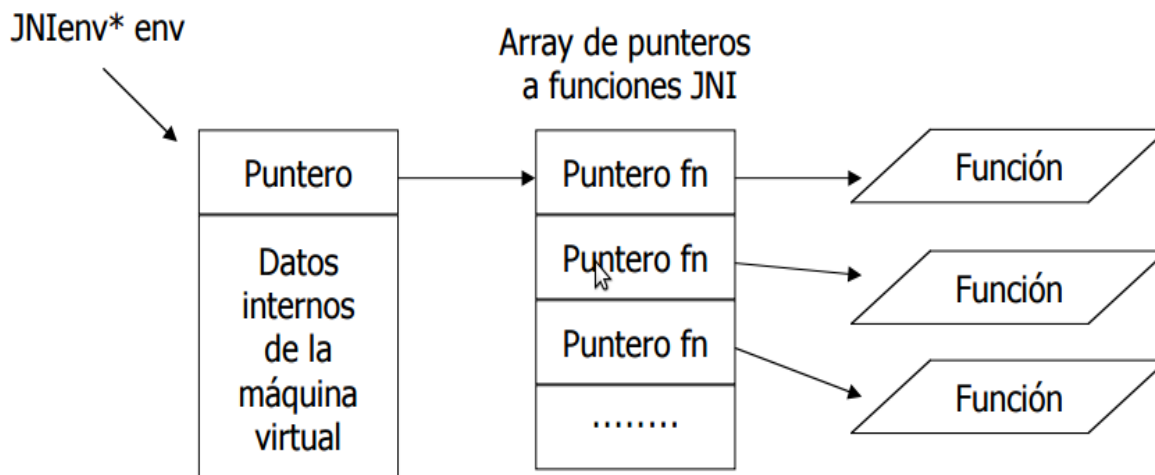 JNIenv* env
Array de punteros
a funciones JNI
Puntero
Datos
internos
de la
máquina
virtual
Puntero fn
Puntero fn
Puntero fn
........
Función
Función
Función